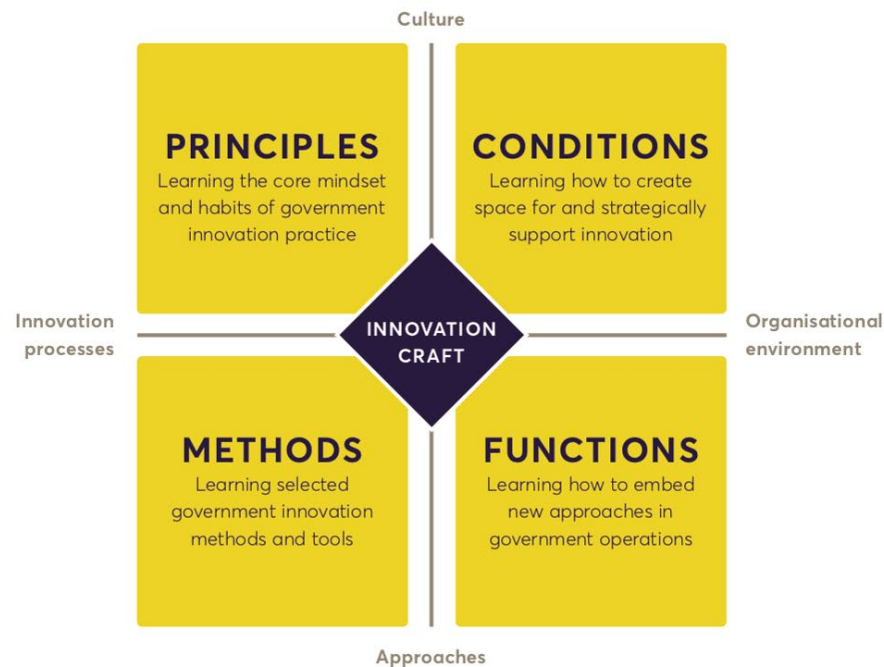 Culture
PRINCIPLES
Learning the core mindset
and habits of government
innovation practice
CONDITIONS
Learning how to create
space for and strategically
support innovation
Innovation
processes
INNOVATION
CRAFT
Organisational
environment
METHODS
Learning selected
government innovation
methods and tools
FUNCTIONS
Learning how to embed
new approaches in
government operations
Approaches